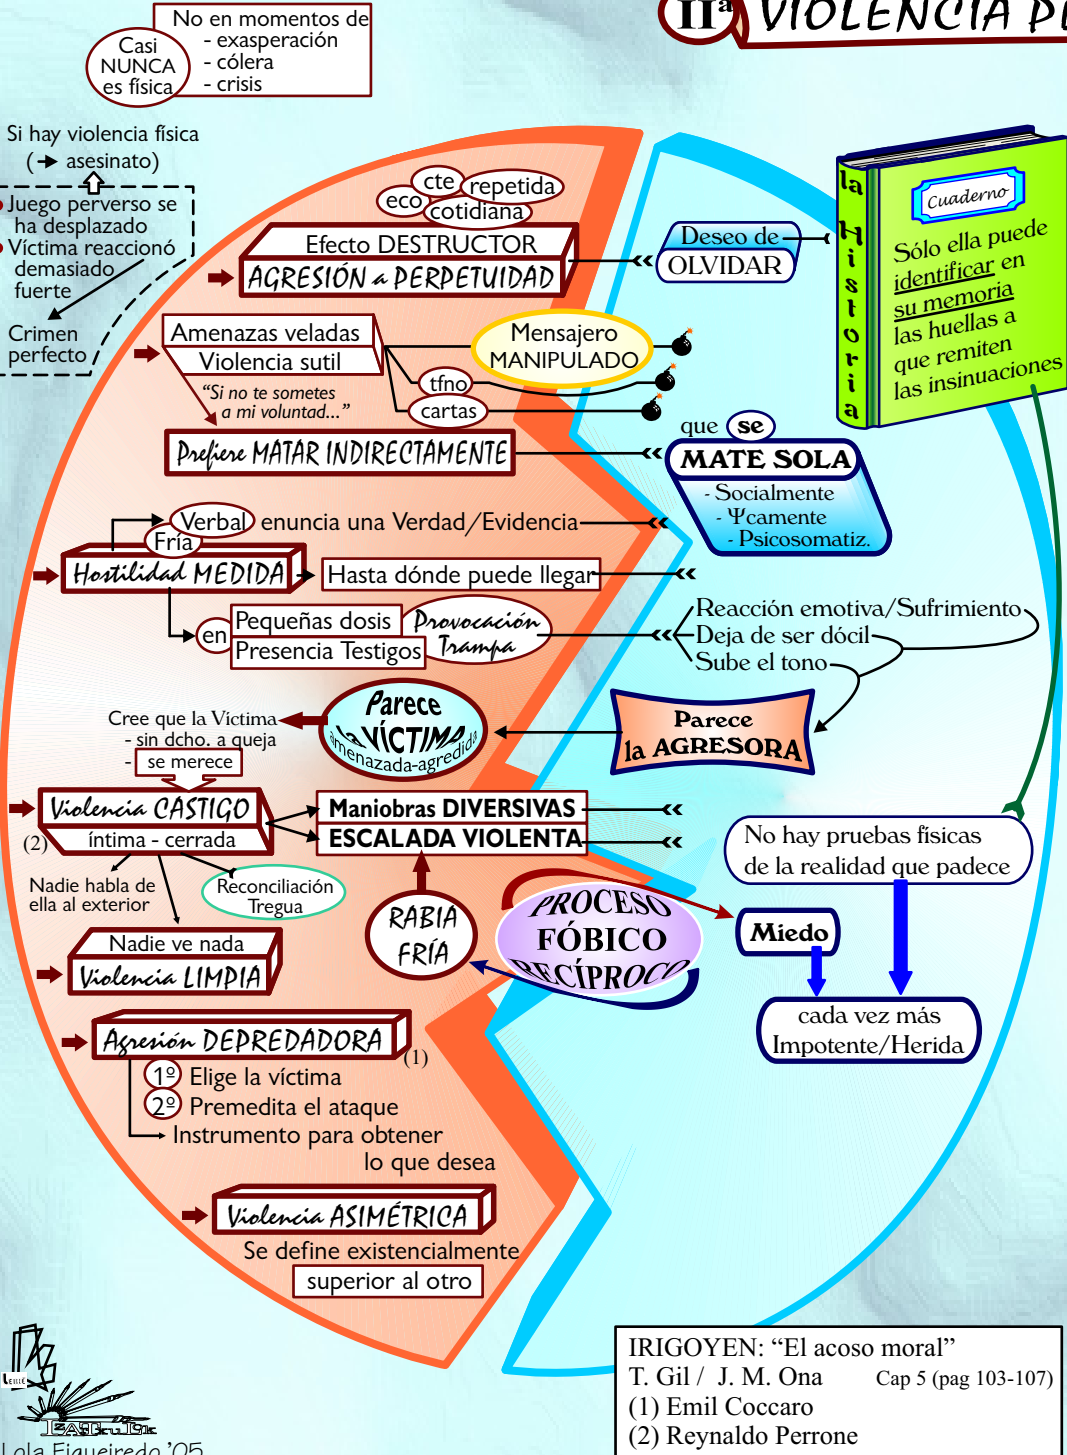 IIª VIOLENCIA
No en momentos de
- exasperación
- cólera
- crisis
Casi
NUNCA
es física
Si hay violencia física
(➔ asesinato)
Juego perverso se
ha desplazado
Víctima reaccionó
demasiado
fuerte
Crimen
perfecto
eco cte repetida
cotidiana
Efecto DESTRUCTOR
AGRESIÓN a PERPETUIDAD
Deseo de
OLVIDAR
la Historia
Cuaderno
Sólo ella puede
identificar en
su memoria
las huellas a
que remiten
las insinuaciones
Amenazas veladas
Violencia sutil
Mensajero
MANIPULADO
tfno
cartas
“Si no te sometes
a mi voluntad...”
Prefiere MATAR INDIRECTAMENTE
que se
MATE SOLA
- Socialmente
- Ψcamente
- Psicosomatiz.
Verbal enuncia una Verdad/Evidencia
Fría
Hostilidad MEDIDA
Hasta dónde puede llegar
en
Pequeñas dosis
Presencia Testigos
Provocación
Trampa
Reacción emotiva/Sufrimiento
Deja de ser dócil
Sube el tono
Parece
la AGRESORA
Parece
la VÍCTIMA
amenazada-agredida
Cree que la Víctima
- sin dcho. a queja
- se merece
Violencia CASTIGO
(2)
íntima - cerrada
Maniobras DIVERSIVAS
ESCALADA VIOLENTA
Nadie habla de
ella al exterior
Reconciliación
Tregua
No hay pruebas físicas
de la realidad que padece
RABIA
FRÍA
PROCESO
FÓBICO
RECÍPROCO
Miedo
cada vez más
Impotente/Herida
Nadie ve nada
Violencia LIMPIA
Agresión DEPREDADORA
(1)
1º Elige la víctima
2º Premedita el ataque
Instrumento para obtener
lo que desea
Violencia ASIMÉTRICA
Se define existencialmente
superior al otro
Lola Figueiredo '05
IRIGOYEN: “El acoso moral”
T. Gil / J. M. Ona Cap 5 (pag 103-107)
(1) Emil Coccaro
(2) Reynaldo Perrone